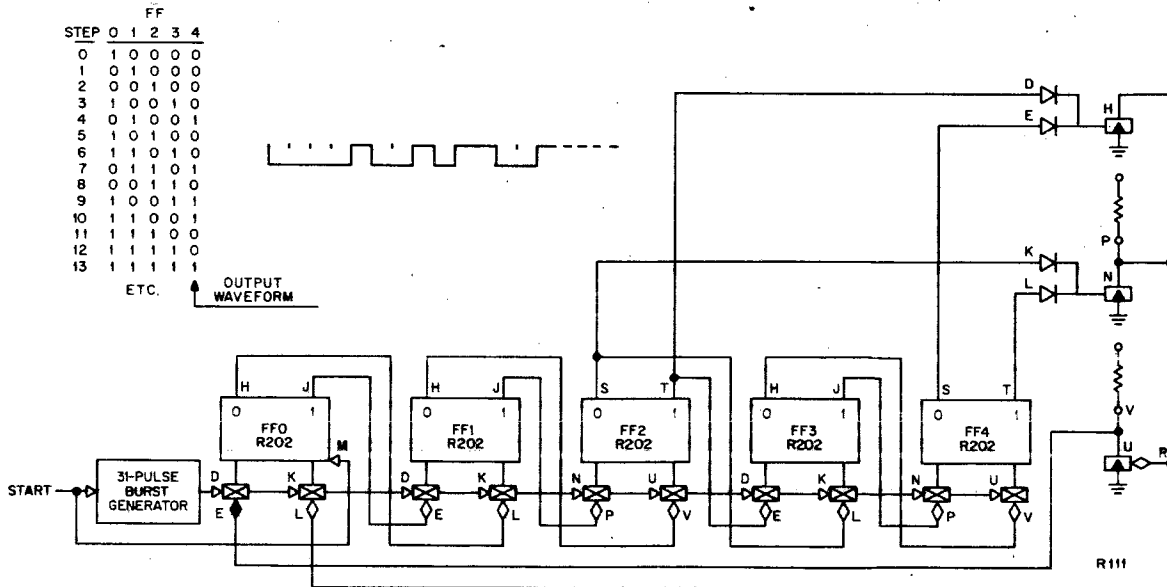 FF
STEP 0 1 2 3 4
0 1 0 0 0 0
1 0 1 0 0 0
2 0 0 1 0 0
3 1 0 0 1 0
4 0 1 0 0 1
5 1 0 1 0 0
6 1 1 0 1 0
7 0 1 1 0 1
8 0 0 1 1 0
9 1 0 0 1 1
10 1 1 0 0 1
11 1 1 1 0 0
12 1 1 1 1 0
13 1 1 1 1 1
ETC.
OUTPUT
WAVEFORM
D
H
E
P
K
N
L
H J H J S T H J S T
0 1 0 1 0 1 0 1 0 1
FF0 FF1 FF2 FF3 FF4
R202 R202 R202 R202 R202
V
M
U
R
START
31-PULSE
BURST
GENERATOR
D K D K N U D K N U
E L E L P V E L P V
R111